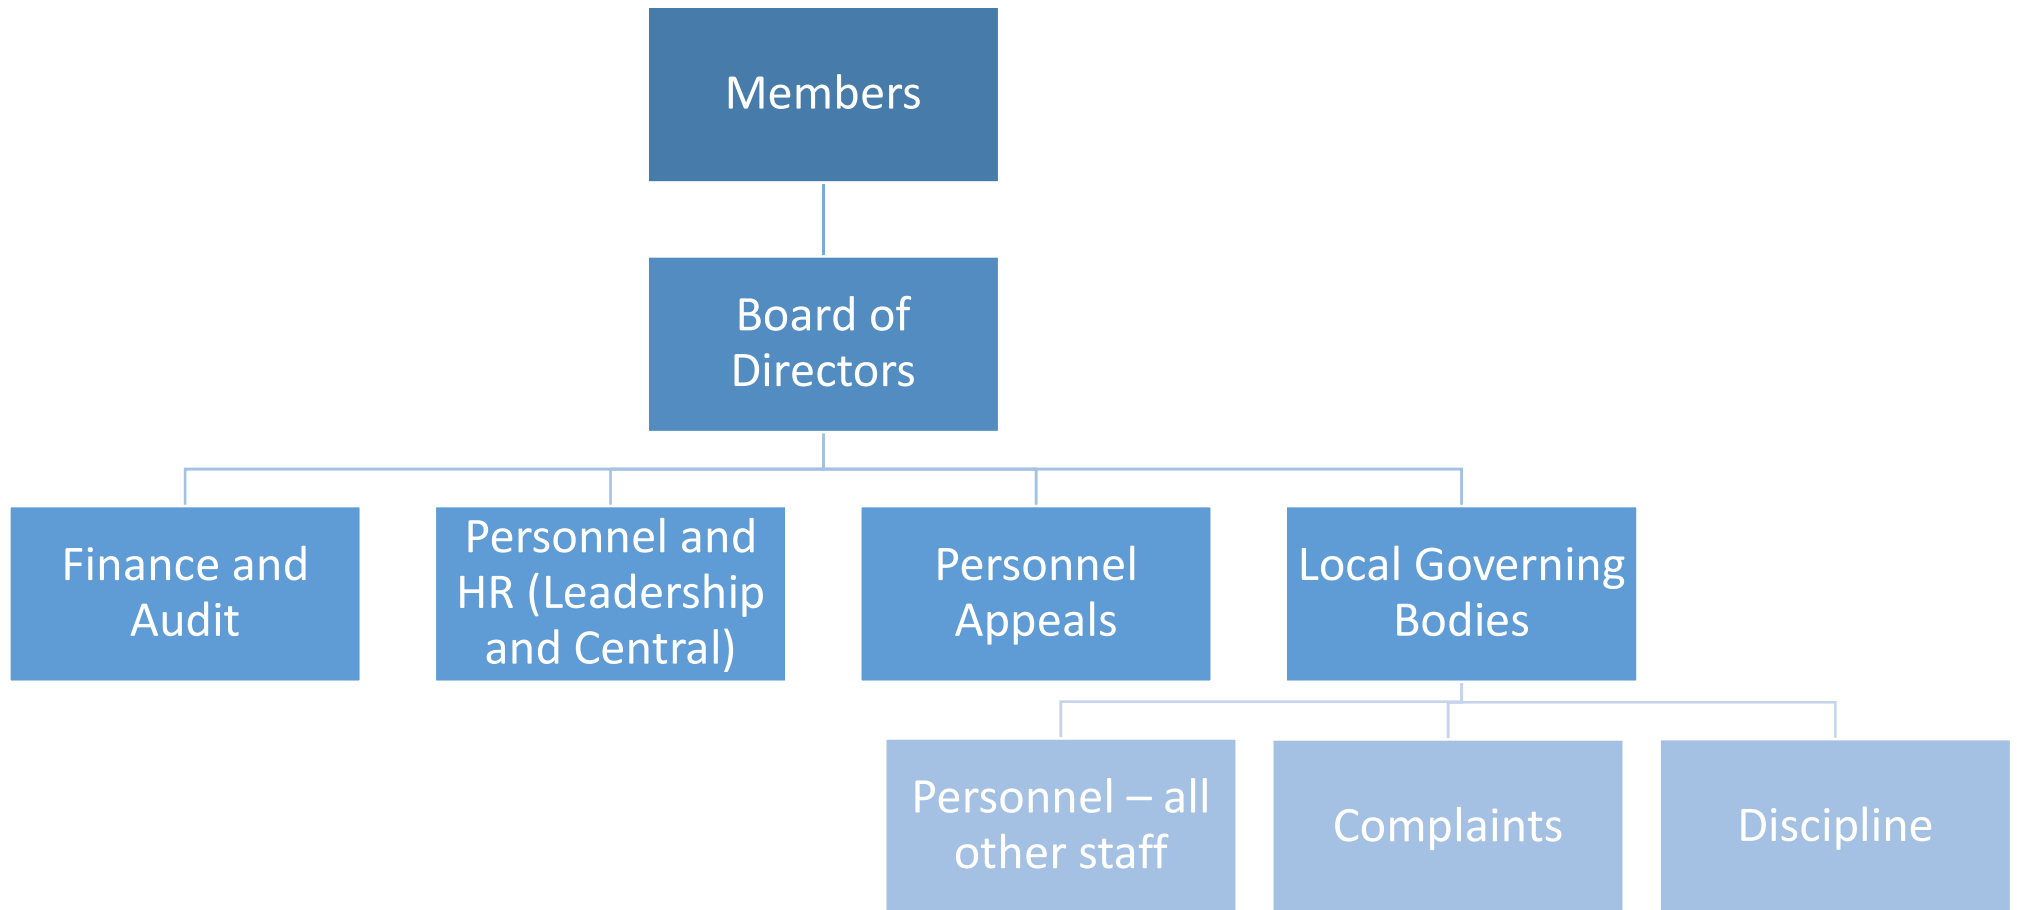 Members
Board of
Directors
Finance and
Audit
Personnel and
HR (Leadership
and Central)
Personnel
Appeals
Local Governing
Bodies
Personnel – all
other staff
Complaints
Discipline